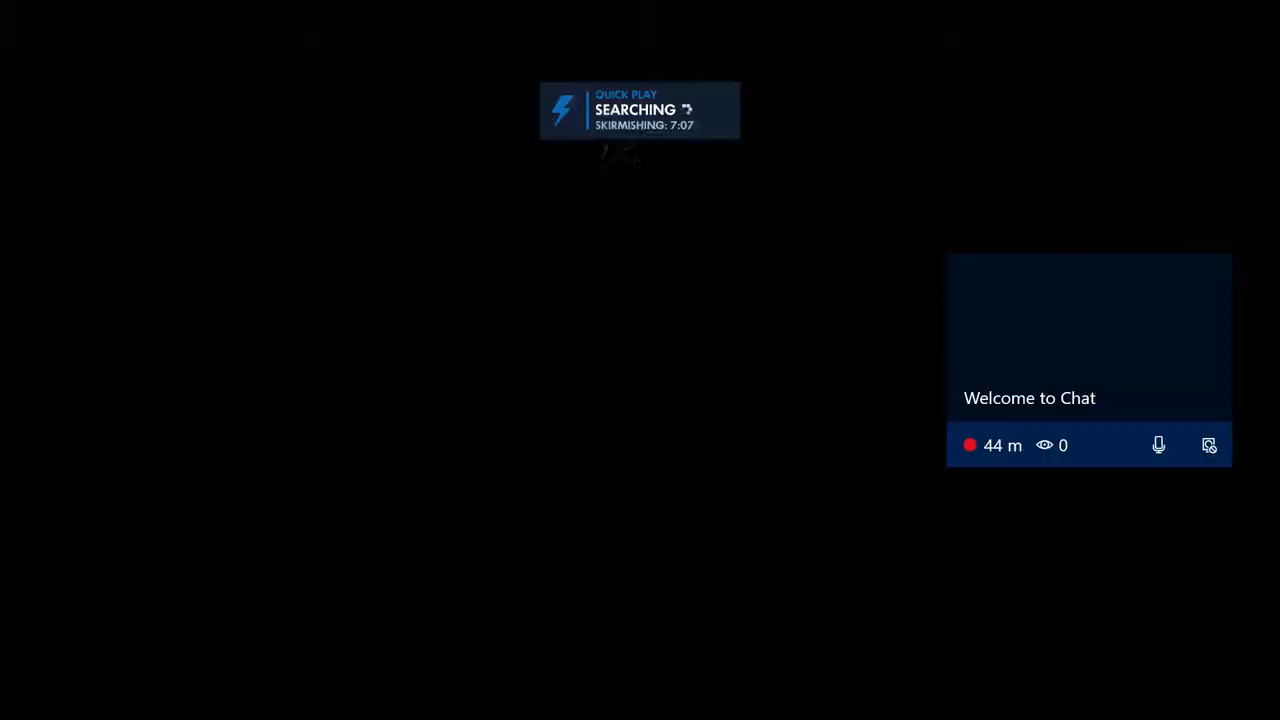 QUICK PLAY
SEARCHING
SKIRMISHING: 7:07
Welcome to Chat
44 m 0